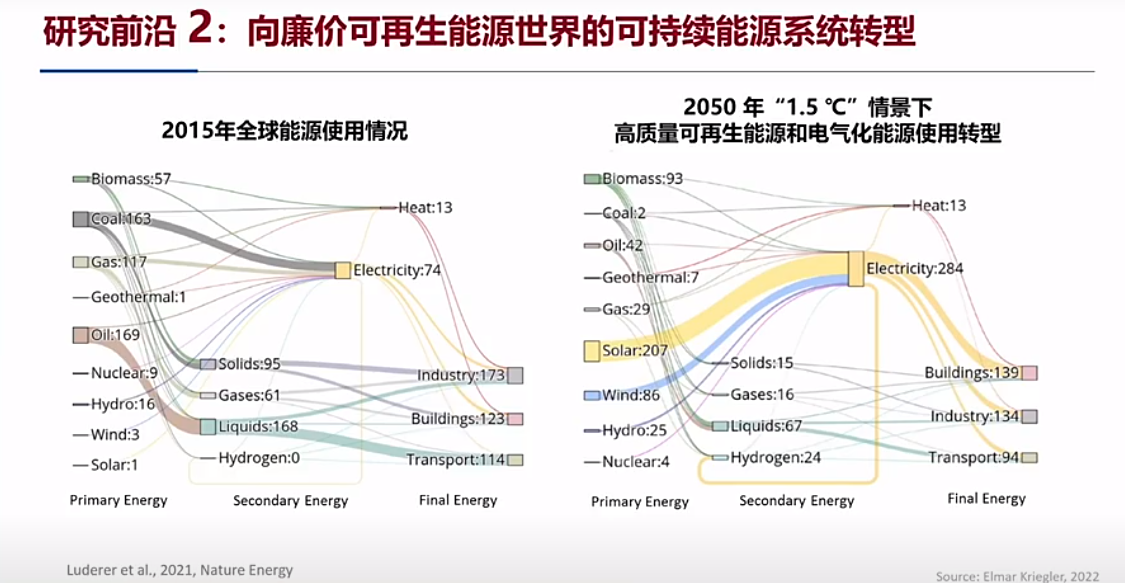 研究前沿 2：向廉价可再生能源世界的可持续能源系统转型
2015年全球能源使用情况
Biomass:57
Coal:163
Gas:117
Geothermal:1
Oil:169
Nuclear:9
Hydro:16
Wind:3
Solar:1
Heat:13
Electricity:74
Solids:95
Gases:61
Liquids:168
Hydrogen:0
Industry:173
Buildings:123
Transport:114
Primary Energy
Secondary Energy
Final Energy
2050 年“1.5 ℃”情景下
高质量可再生能源和电气化能源使用转型
Biomass:93
Coal:2
Oil:42
Geothermal:7
Gas:29
Solar:207
Wind:86
Hydro:25
Nuclear:4
Heat:13
Electricity:284
Solids:15
Gases:16
Liquids:67
Hydrogen:24
Buildings:139
Industry:134
Transport:94
Primary Energy
Secondary Energy
Final Energy
Luderer et al., 2021, Nature Energy
Source: Elmar Kriegler, 2022